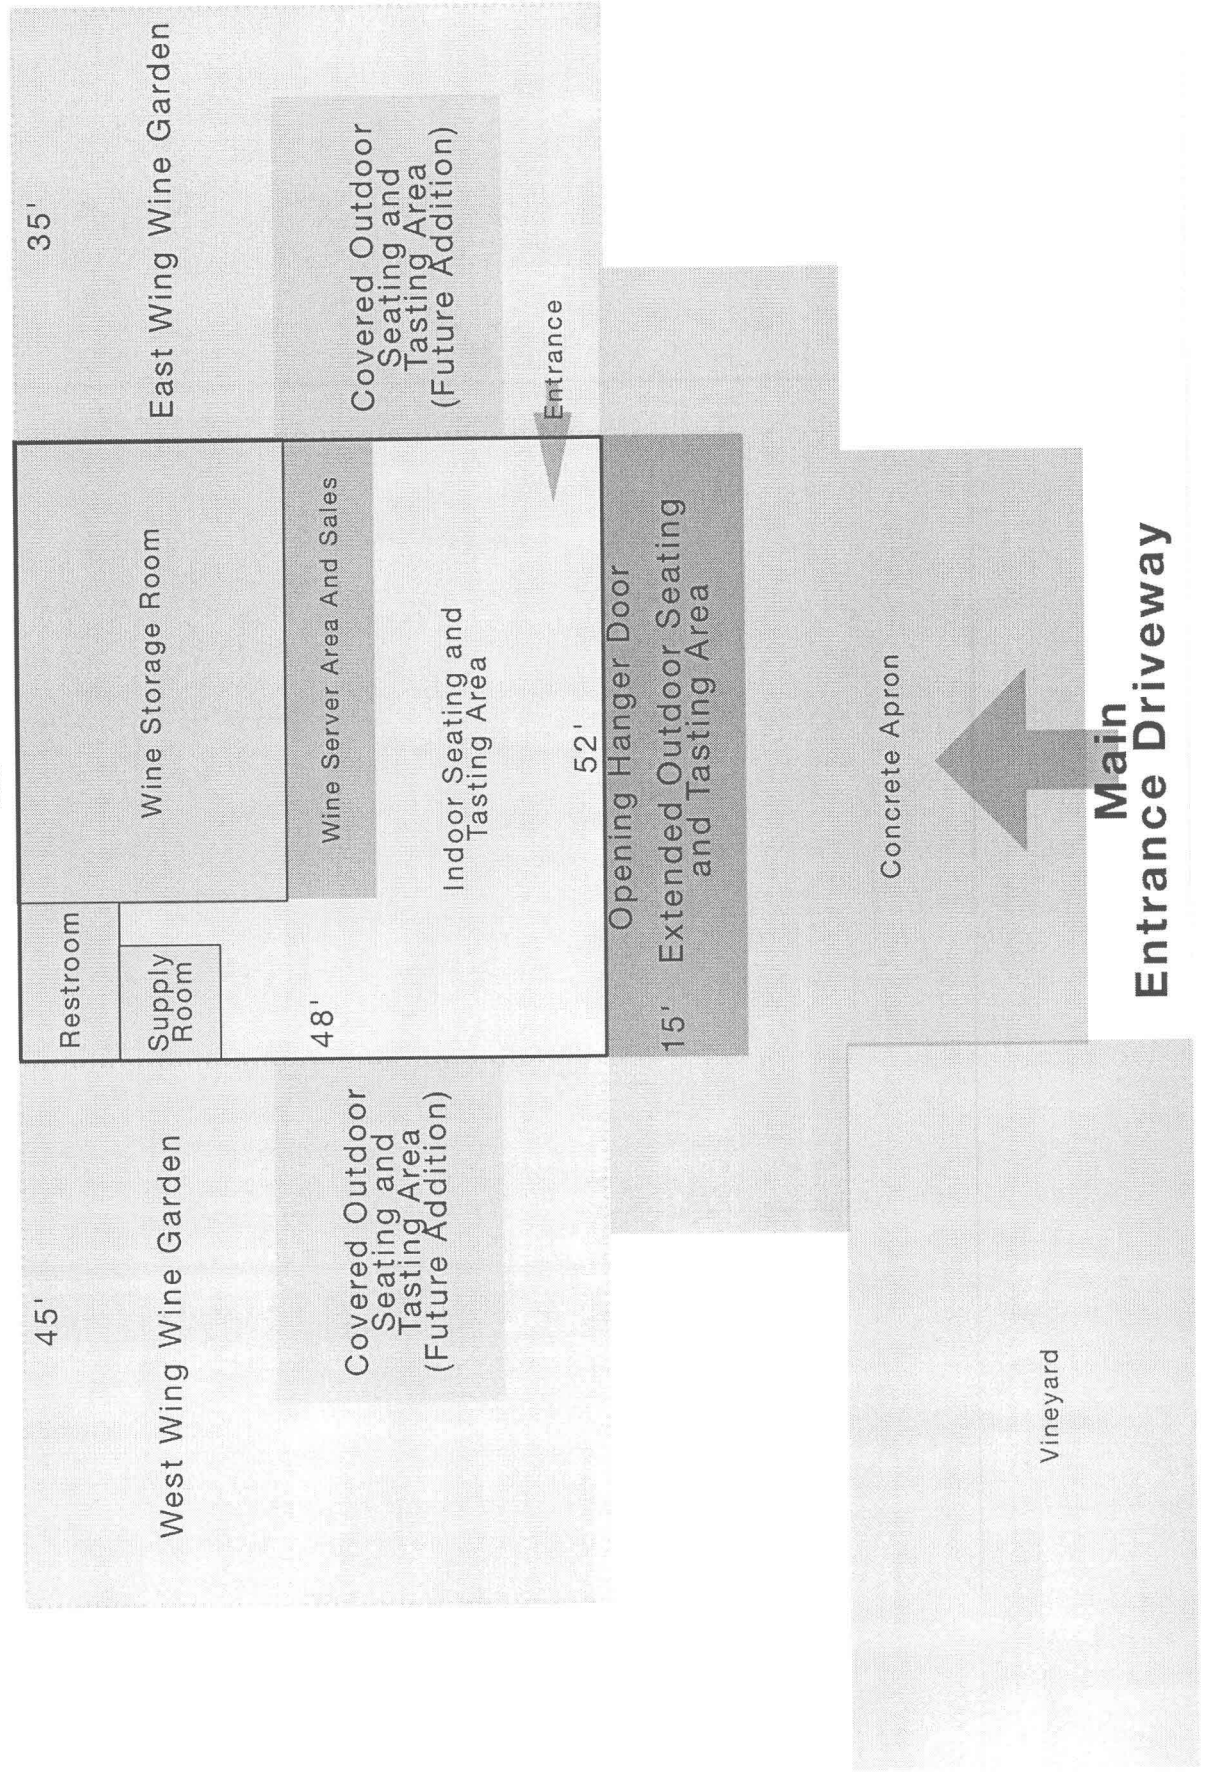 45'
35'
Restroom
West Wing Wine Garden
Supply
Room
Wine Storage Room
East Wing Wine Garden
48'
Wine Server Area And Sales
Covered Outdoor
Seating and
Tasting Area
(Future Addition)
Indoor Seating and
Tasting Area
Covered Outdoor
Seating and
Tasting Area
(Future Addition)
Entrance
52'
Opening Hanger Door
15'
Extended Outdoor Seating
and Tasting Area
Concrete Apron
Vineyard
Main
Entrance Driveway